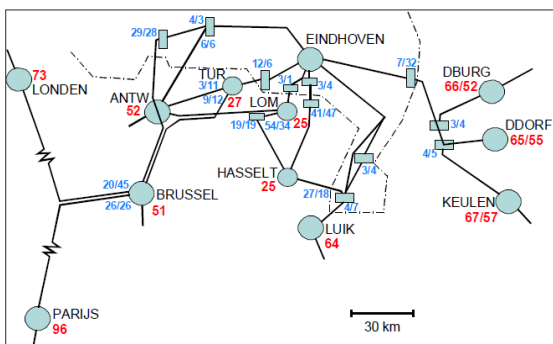 29/28
4/3
6/6
EINDHOVEN
73
LONDEN
ANTW
52
TUR
3/11
9/12
27
12/6
3/1
3/4
LOM
25
41/47
7/32
DBURG
66/52
3/4
DDORF
65/55
4/5
19/19
54/34
HASSELT
25
3/4
27/18
4/7
KEULEN
67/57
20/45
26/26
BRUSSEL
51
LUIK
64
PARIJS
96
30 km